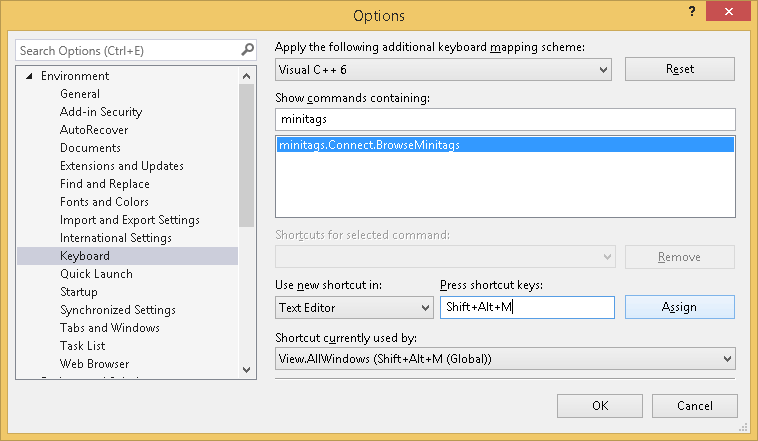 Options
? ×
Search Options (Ctrl+E)
Environment
General
Add-in Security
AutoRecover
Documents
Extensions and Updates
Find and Replace
Fonts and Colors
Import and Export Settings
International Settings
Keyboard
Quick Launch
Startup
Synchronized Settings
Tabs and Windows
Task List
Web Browser
Apply the following additional keyboard mapping scheme:
Visual C++ 6
Reset
Show commands containing:
minitags
minitags.Connect.BrowseMinitags
Shortcuts for selected command:
Remove
Use new shortcut in:
Press shortcut keys:
Text Editor
Shift+Alt+M
Assign
Shortcut currently used by:
View.AllWindows (Shift+Alt+M (Global))
OK
Cancel